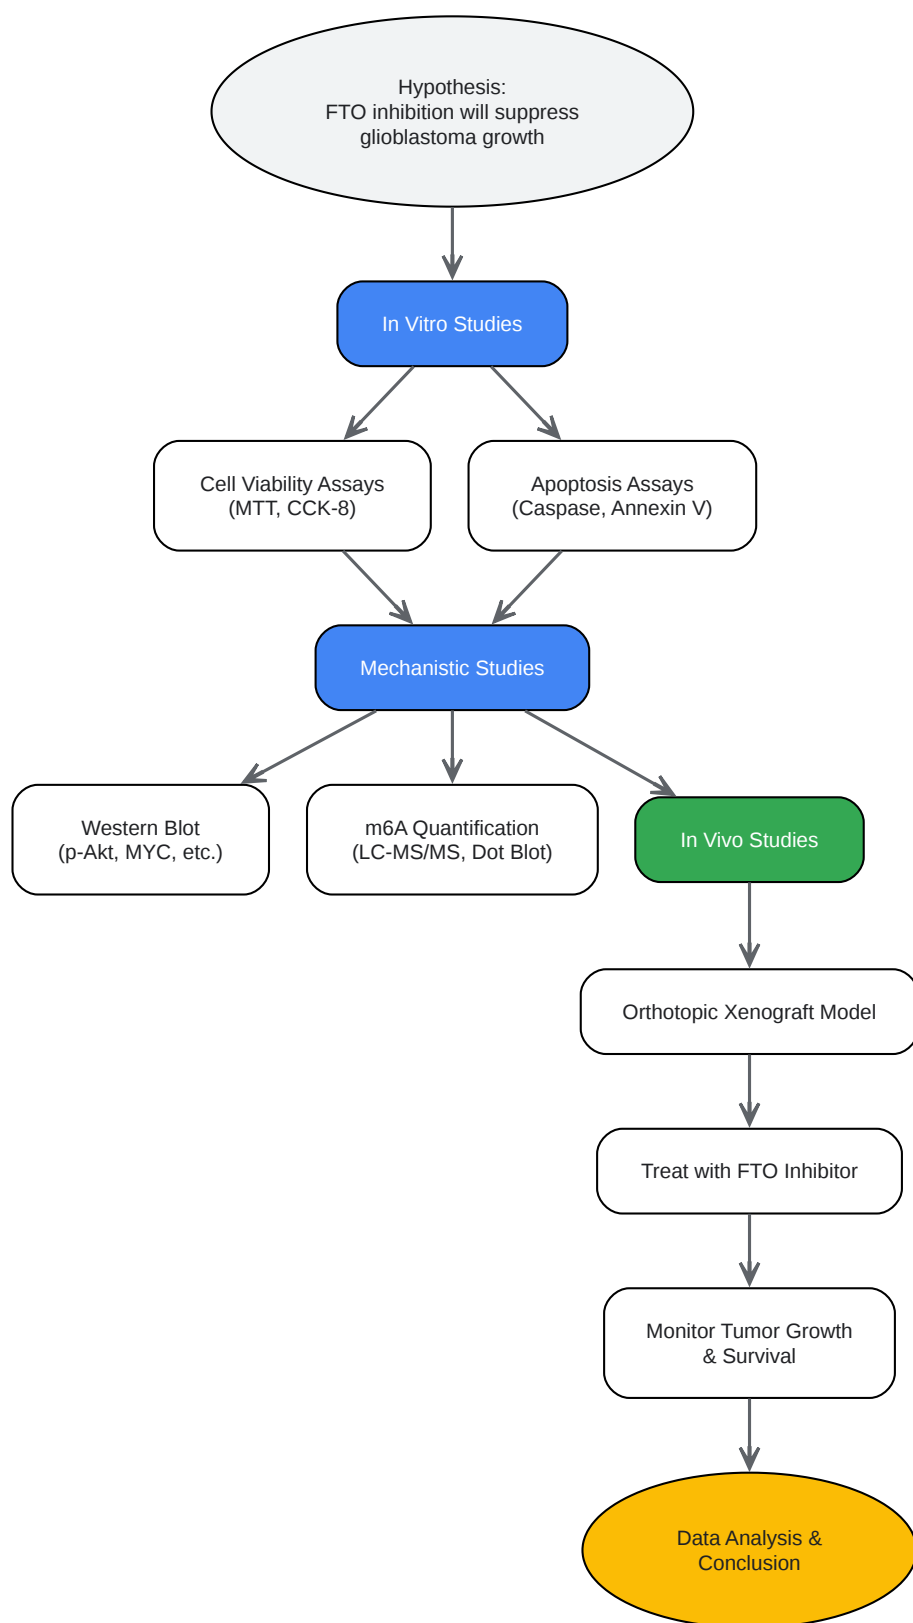 Hypothesis:
FTO inhibition will suppress
glioblastoma growth
In Vitro Studies
Cell Viability Assays
(MTT, CCK-8)
Apoptosis Assays
(Caspase, Annexin V)
Mechanistic Studies
Western Blot
(p-Akt, MYC, etc.)
m6A Quantification
(LC-MS/MS, Dot Blot)
In Vivo Studies
Orthotopic Xenograft Model
Treat with FTO Inhibitor
Monitor Tumor Growth
& Survival
Data Analysis &
Conclusion